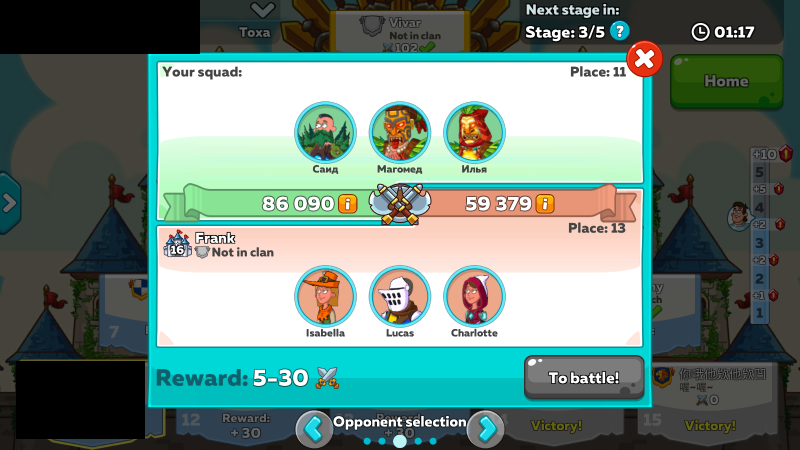 Next stage in:
Vivar
Not in clan
102
Тоха
Stage: 3/5 ?
01:17
Your squad:
Place: 11
Home
Саид
Магомед
Илья
+10
5
+5
4
+2
3
+2
2
+1
1
86 090 i
59 379 i
Place: 13
16
Frank
Not in clan
Isabella
Lucas
Charlotte
7
Reward: 5-30
To battle!
0
12
Reward:
+30
Opponent selection
+30
15
Victory!
Victory!